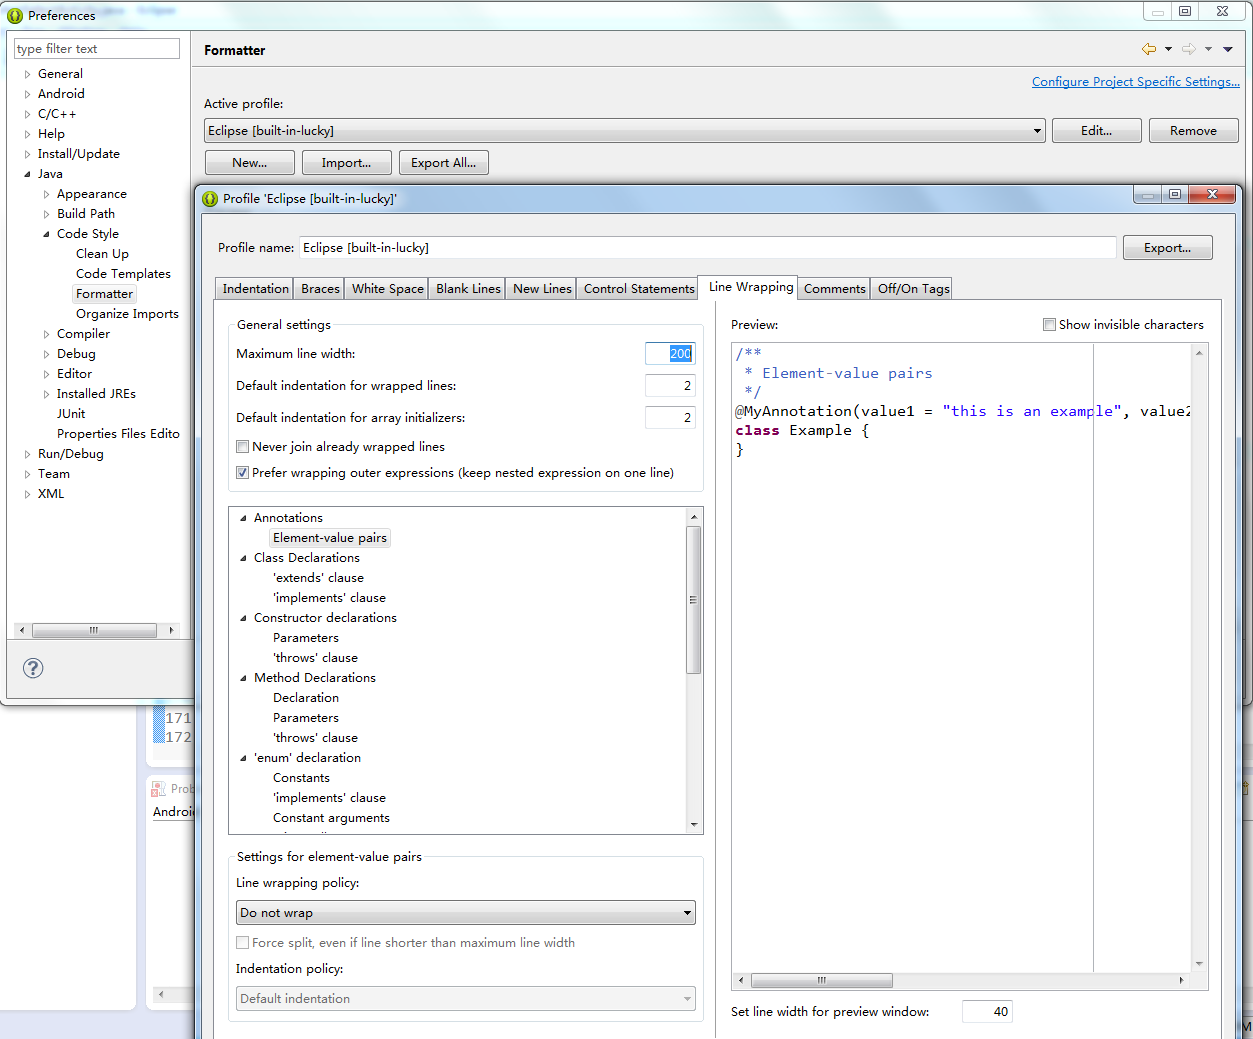 Preferences
type filter text
General
Android
C/C++
Help
Install/Update
Java
Appearance
Build Path
Code Style
Clean Up
Code Templates
Formatter
Organize Imports
Compiler
Debug
Editor
Installed JREs
JUnit
Properties Files Edito
Run/Debug
Team
XML
Formatter
Configure Project Specific Settings...
Active profile:
Eclipse [built-in-lucky]
Edit...
Remove
New...
Import...
Export All...
Profile 'Eclipse [built-in-lucky]'
Profile name:
Eclipse [built-in-lucky]
Export...
Indentation
Braces
White Space
Blank Lines
New Lines
Control Statements
Line Wrapping
Comments
Off/On Tags
General settings
Maximum line width:
200
Default indentation for wrapped lines:
2
Default indentation for array initializers:
2
Never join already wrapped lines
Prefer wrapping outer expressions (keep nested expression on one line)
Annotations
Element-value pairs
Class Declarations
'extends' clause
'implements' clause
Constructor declarations
Parameters
'throws' clause
Method Declarations
Declaration
Parameters
'throws' clause
'enum' declaration
Constants
'implements' clause
Constant arguments
Settings for element-value pairs
Line wrapping policy:
Do not wrap
Force split, even if line shorter than maximum line width
Indentation policy:
Default indentation
Preview:
Show invisible characters
/**
* Element-value pairs
*/
@MyAnnotation(value1 = "this is an example", value2
class Example {
}
Set line width for preview window:
40
171
172
Prob
Androi